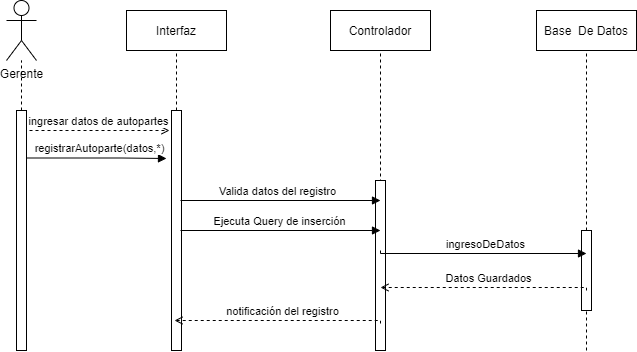 Interfaz
Controlador
Base De Datos
Gerente
ingresar datos de autopartes
registrarAutoparte(datos,*)
Valida datos del registro
Ejecuta Query de inserción
ingresoDeDatos
Datos Guardados
notificación del registro